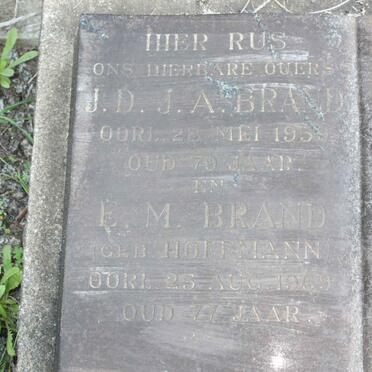 HIER RUS
ONS DIERBARE OUERS
J. D. J. A. BRAND
OORL. 28 MEI 1959
OUD 79 JAAR.
EN
E. M. BRAND
(GEB. HOFFMANN)
OORL. 25 AUG. 1969
OUD 77 JAAR.